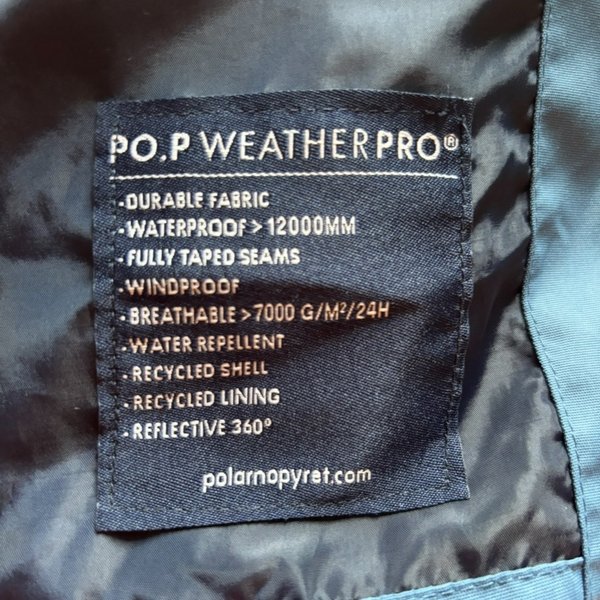 PO.P WEATHERPRO®
-DURABLE FABRIC
-WATERPROOF > 12000MM
-FULLY TAPED SEAMS
-WINDPROOF
-BREATHABLE >7000 G/M²/24H
-WATER REPELLENT
-RECYCLED SHELL
-RECYCLED LINING
-REFLECTIVE 360º
polarnopyret.com